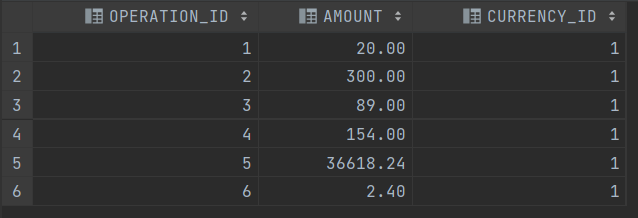 OPERATION_ID AMOUNT CURRENCY_ID
1 1 20.00 1
2 2 300.00 1
3 3 89.00 1
4 4 154.00 1
5 5 36618.24 1
6 6 2.40 1